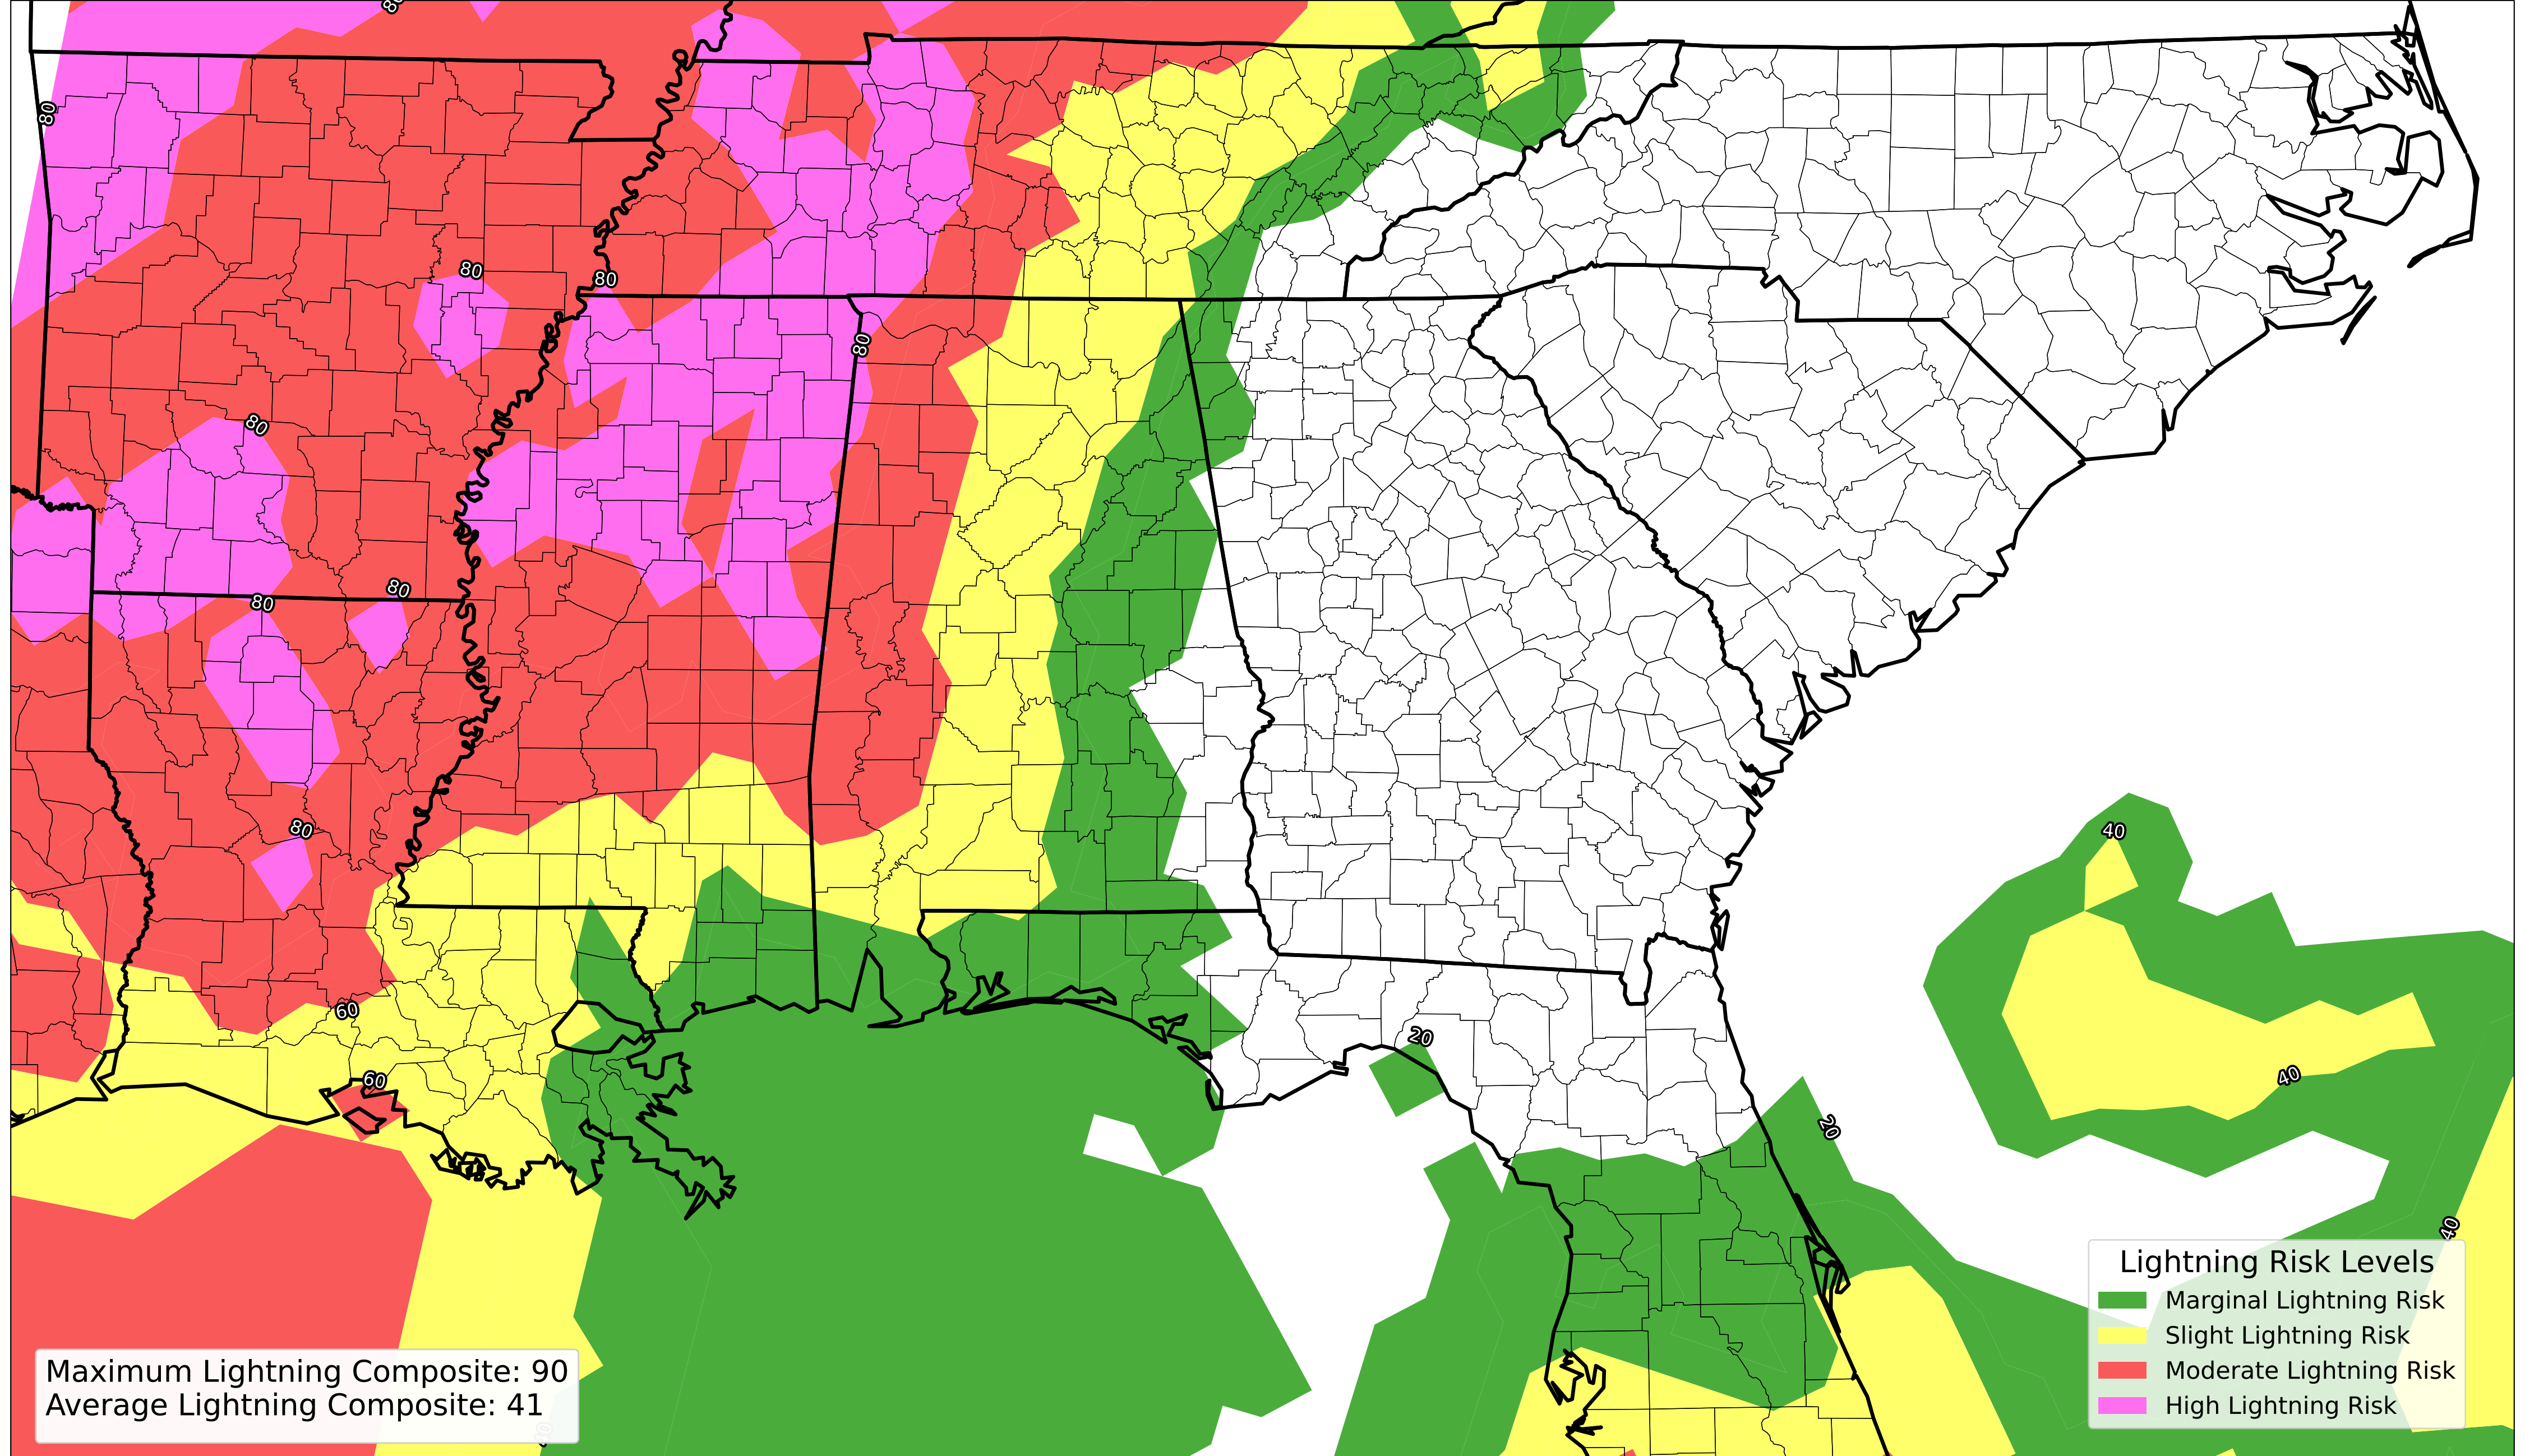 80
80
80
80
80
80
80
80
80
40
60
20
60
40
20
40
Lightning Risk Levels
Marginal Lightning Risk
Slight Lightning Risk
Moderate Lightning Risk
High Lightning Risk
Maximum Lightning Composite: 90
Average Lightning Composite: 41